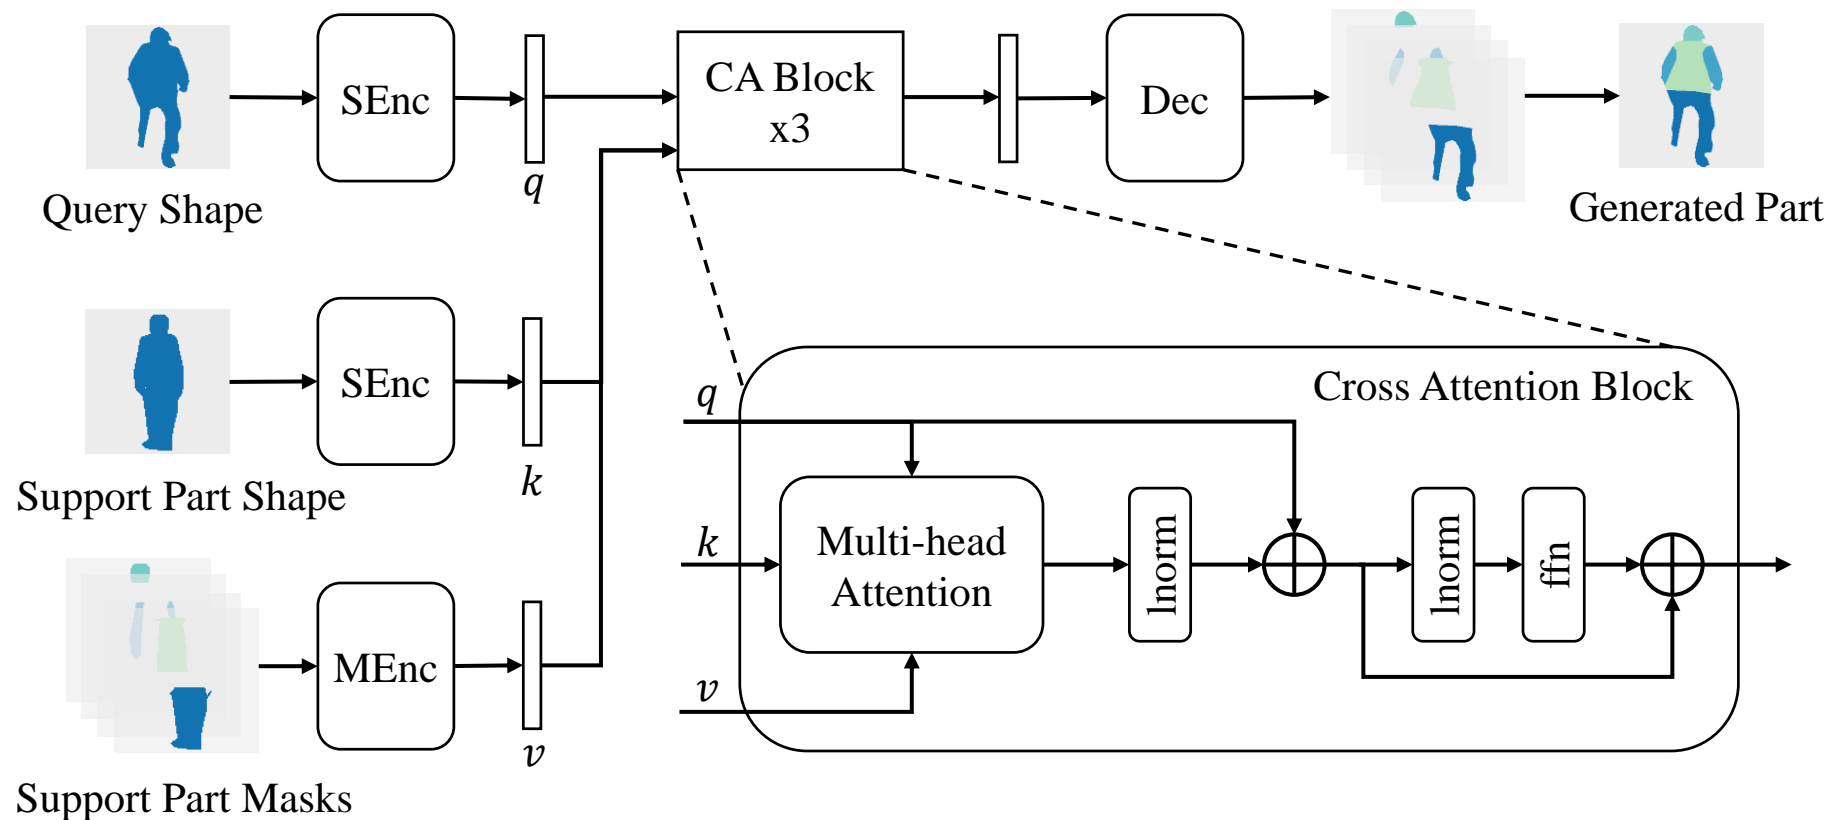 SEnc
CA Block
x3
Dec
q
Query Shape
Generated Part
SEnc
k
Support Part Shape
MEnc
v
Support Part Masks
Cross Attention Block
q
k
v
Multi-head
Attention
lnorm
lnorm
ffn